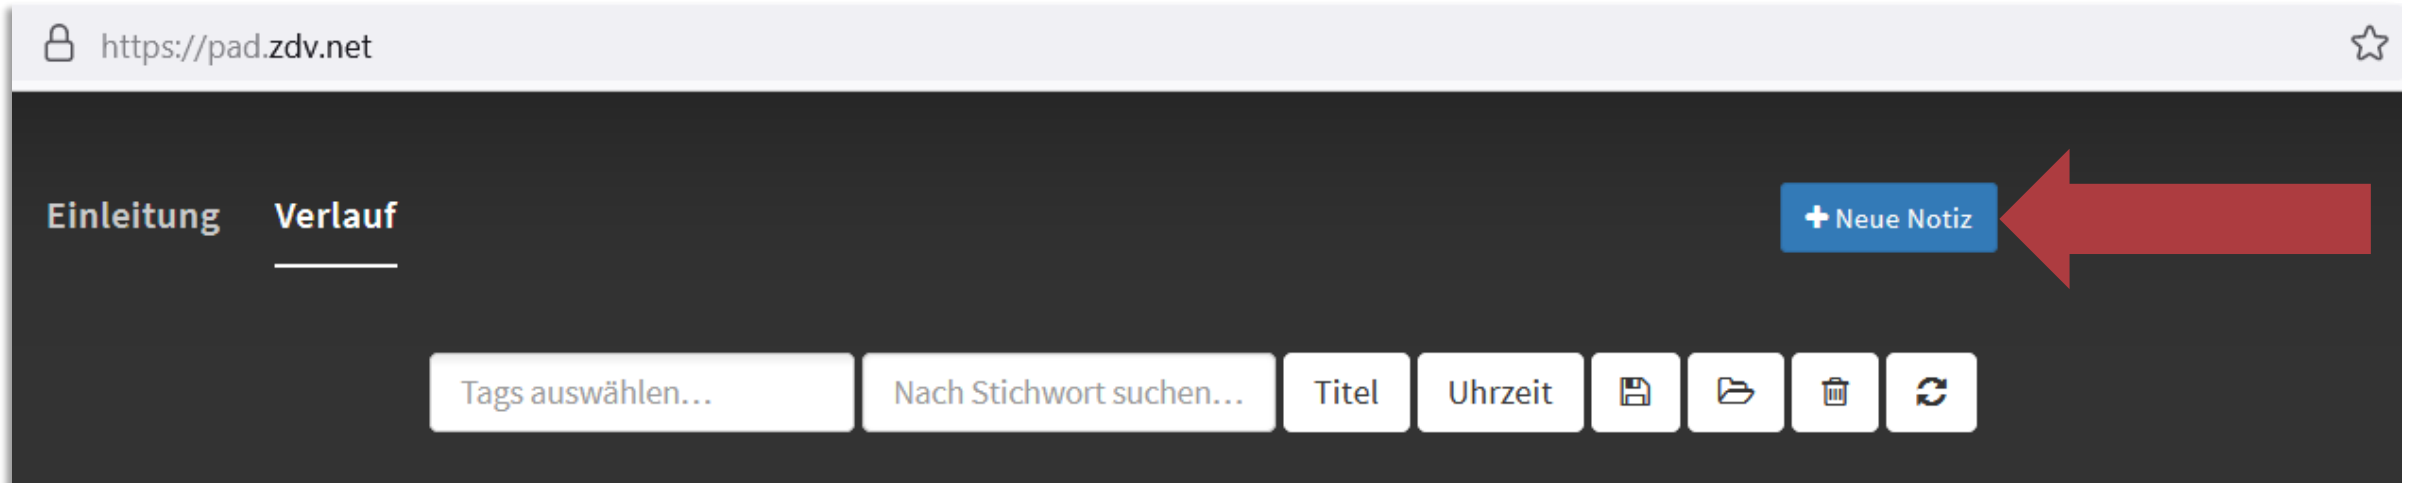 https://pad.zdv.net
Einleitung Verlauf + Neue Notiz
Tags auswählen... Nach Stichwort suchen... Titel Uhrzeit